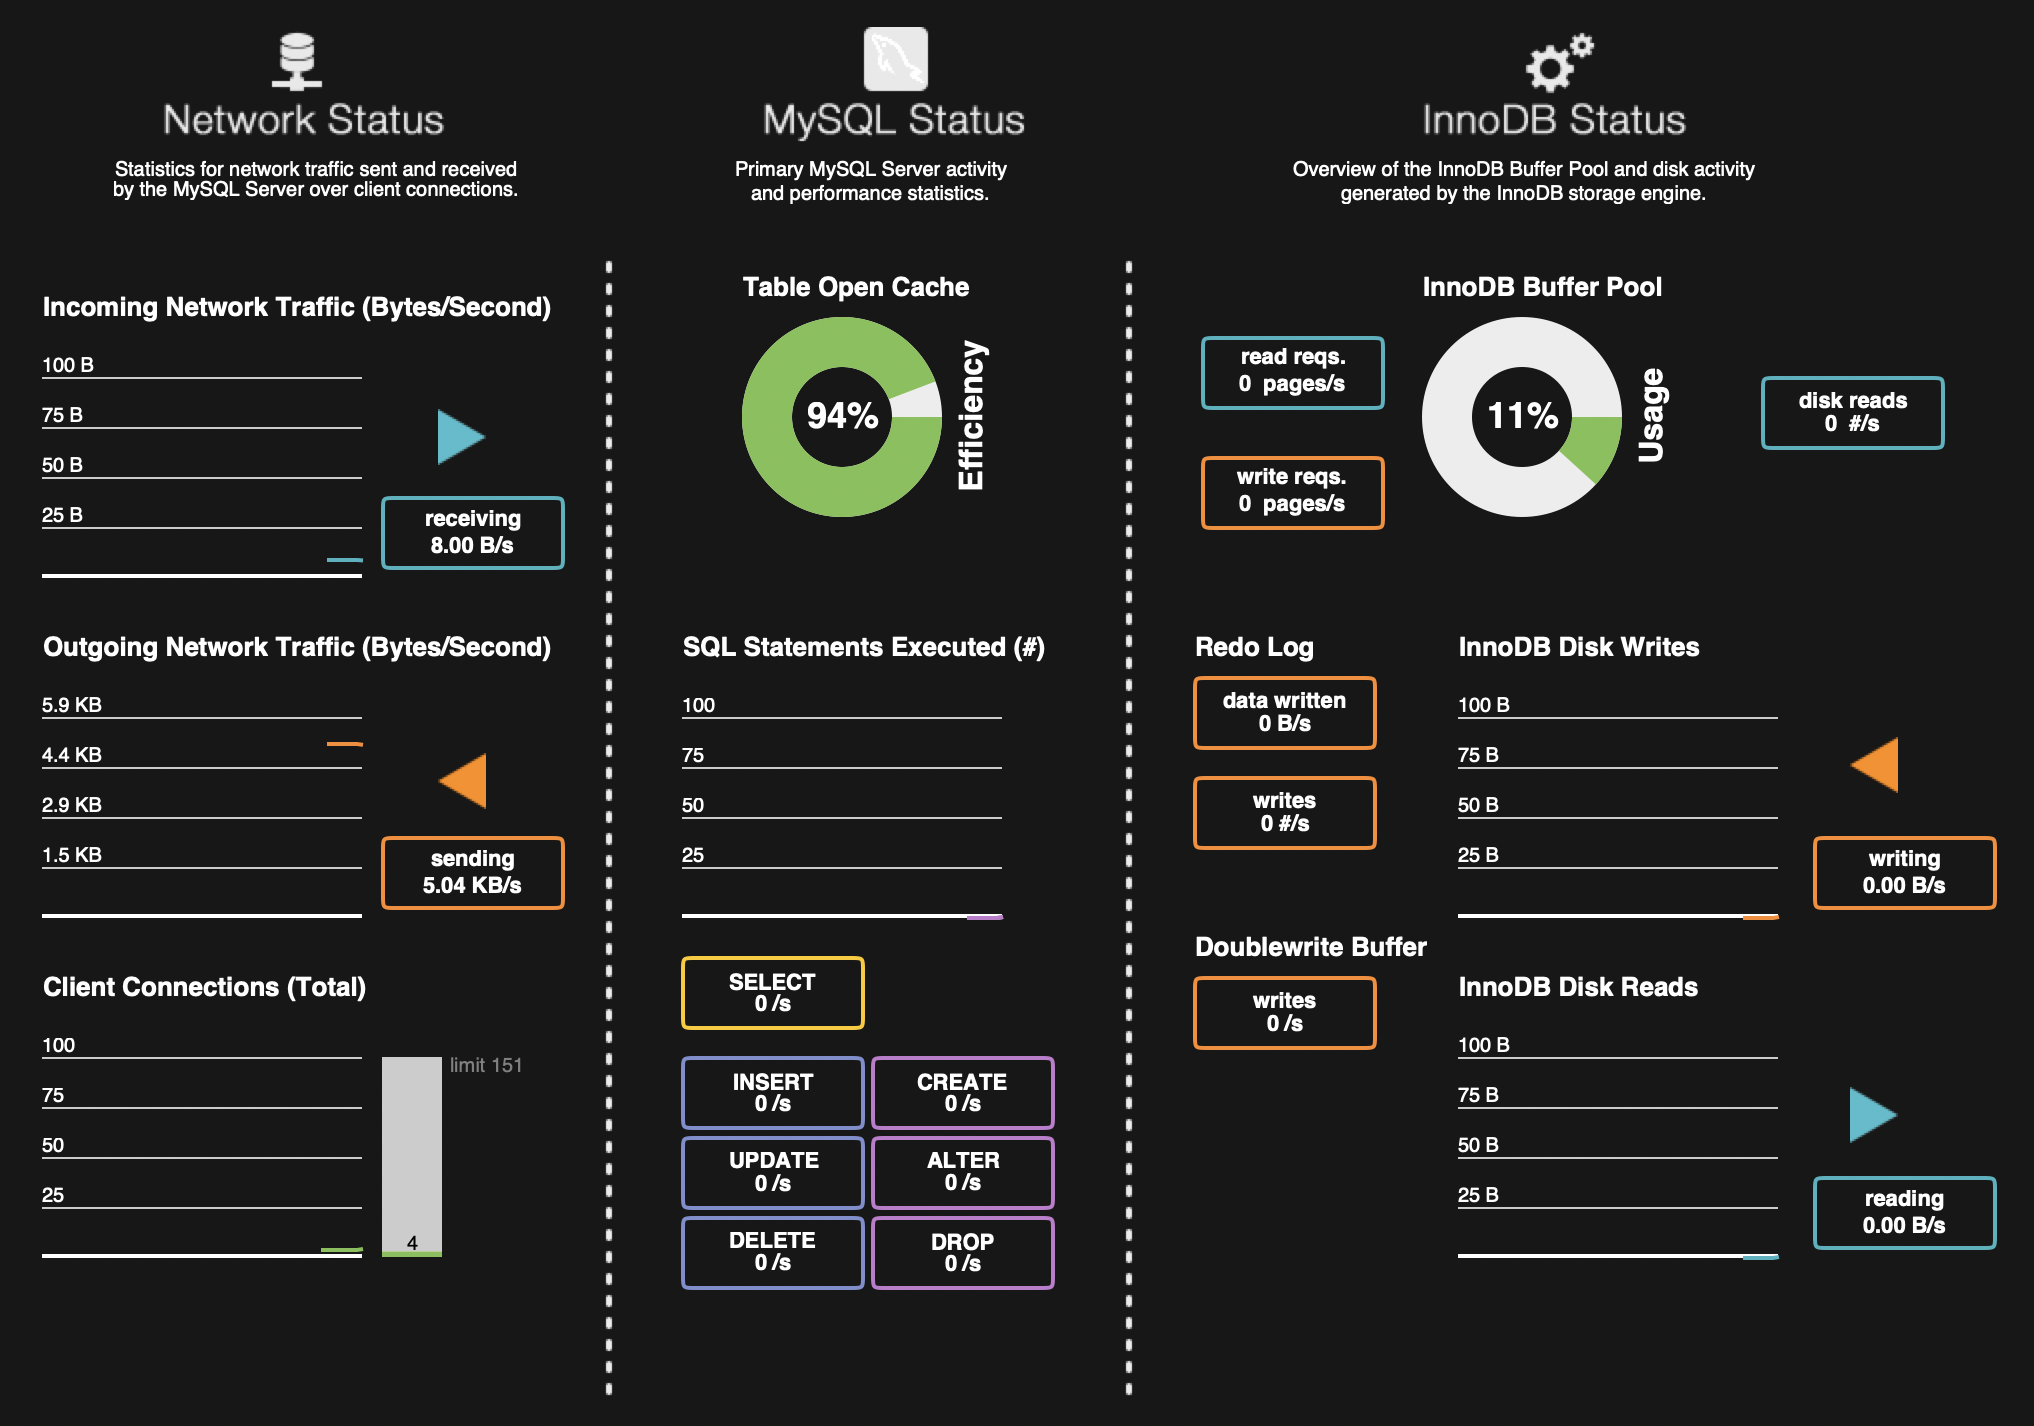 Network Status
Statistics for network traffic sent and received
by the MySQL Server over client connections.
Incoming Network Traffic (Bytes/Second)
100 B
75 B
50 B
25 B
receiving
8.00 B/s
Outgoing Network Traffic (Bytes/Second)
5.9 KB
4.4 KB
2.9 KB
1.5 KB
sending
5.04 KB/s
Client Connections (Total)
100
75
50
25
limit 151
4
MySQL Status
Primary MySQL Server activity
and performance statistics.
Table Open Cache
94%
Efficiency
SQL Statements Executed (#)
100
75
50
25
SELECT
0 /s
INSERT
0 /s
CREATE
0 /s
UPDATE
0 /s
ALTER
0 /s
DELETE
0 /s
DROP
0 /s
InnoDB Status
Overview of the InnoDB Buffer Pool and disk activity
generated by the InnoDB storage engine.
InnoDB Buffer Pool
read reqs.
0 pages/s
write reqs.
0 pages/s
11%
Usage
disk reads
0 #/s
Redo Log
data written
0 B/s
writes
0 #/s
Doublewrite Buffer
writes
0 /s
InnoDB Disk Writes
100 B
75 B
50 B
25 B
writing
0.00 B/s
InnoDB Disk Reads
100 B
75 B
50 B
25 B
reading
0.00 B/s